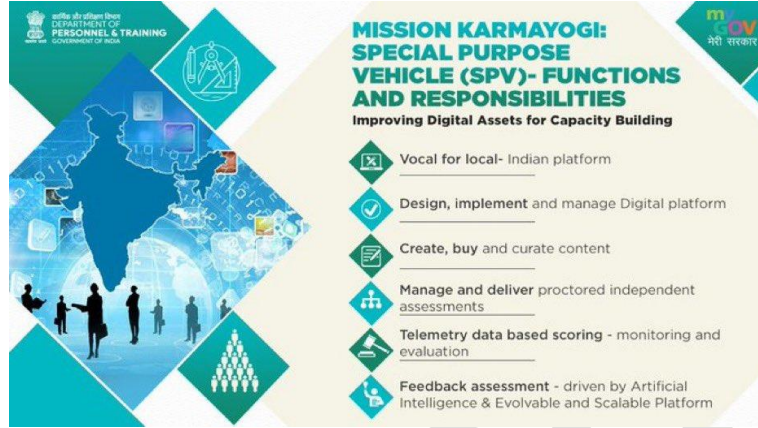 कार्मिक और प्रशिक्षण विभाग
DEPARTMENT OF
PERSONNEL & TRAINING
GOVERNMENT OF INDIA
my
GOV
मेरी सरकार
MISSION KARMAYOGI:
SPECIAL PURPOSE
VEHICLE (SPV)- FUNCTIONS
AND RESPONSIBILITIES
Improving Digital Assets for Capacity Building
Vocal for local- Indian platform
Design, implement and manage Digital platform
Create, buy and curate content
Manage and deliver proctored independent
assessments
Telemetry data based scoring - monitoring and
evaluation
Feedback assessment - driven by Artificial
Intelligence & Evolvable and Scalable Platform